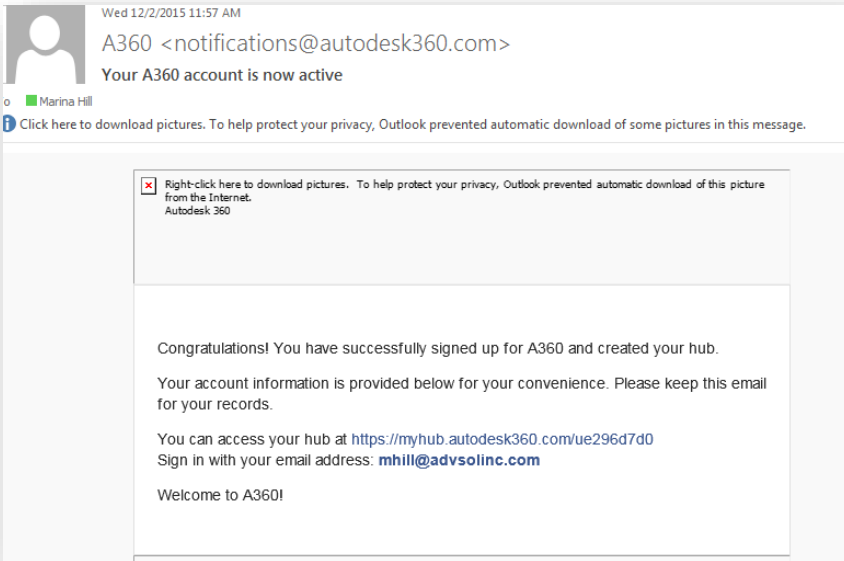 Wed 12/2/2015 11:57 AM
A360 <notifications@autodesk360.com>
Your A360 account is now active
o Marina Hill
Click here to download pictures. To help protect your privacy, Outlook prevented automatic download of some pictures in this message.
Right-click here to download pictures. To help protect your privacy, Outlook prevented automatic download of this picture
from the Internet.
Autodesk 360
Congratulations! You have successfully signed up for A360 and created your hub.
Your account information is provided below for your convenience. Please keep this email
for your records.
You can access your hub at https://myhub.autodesk360.com/ue296d7d0
Sign in with your email address: mhill@advsolinc.com
Welcome to A360!